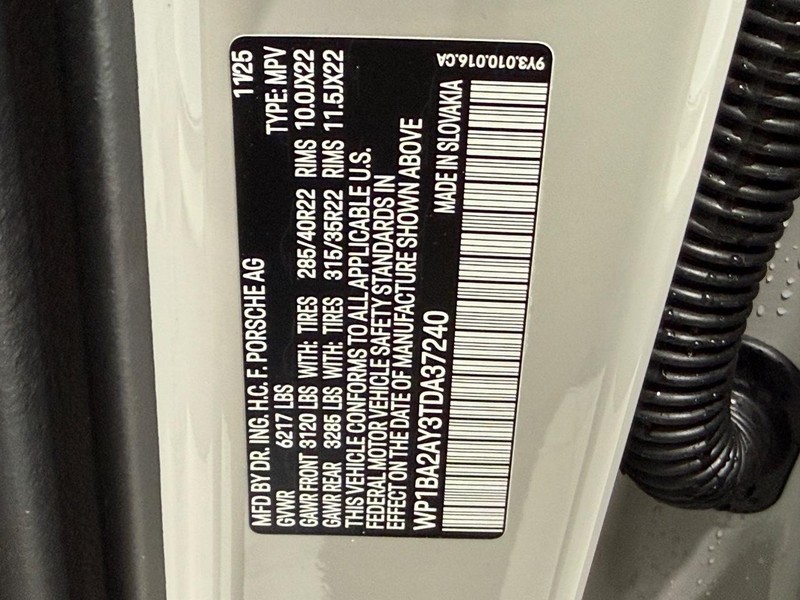 MFD BY DR. ING. H.C. F. PORSCHE AG 11/25
GVWR 6217 LBS TYPE: MPV
GAWR FRONT 3120 LBS WITH: TIRES 285/40R22 RIMS 10.0JX22
GAWR REAR 3285 LBS WITH: TIRES 315/35R22 RIMS 11.5JX22
THIS VEHICLE CONFORMS TO ALL APPLICABLE U.S.
FEDERAL MOTOR VEHICLE SAFETY STANDARDS IN
EFFECT ON THE DATE OF MANUFACTURE SHOWN ABOVE
WP1BA2AY3TDA37240 MADE IN SLOVAKIA
9Y3.010.016.CA